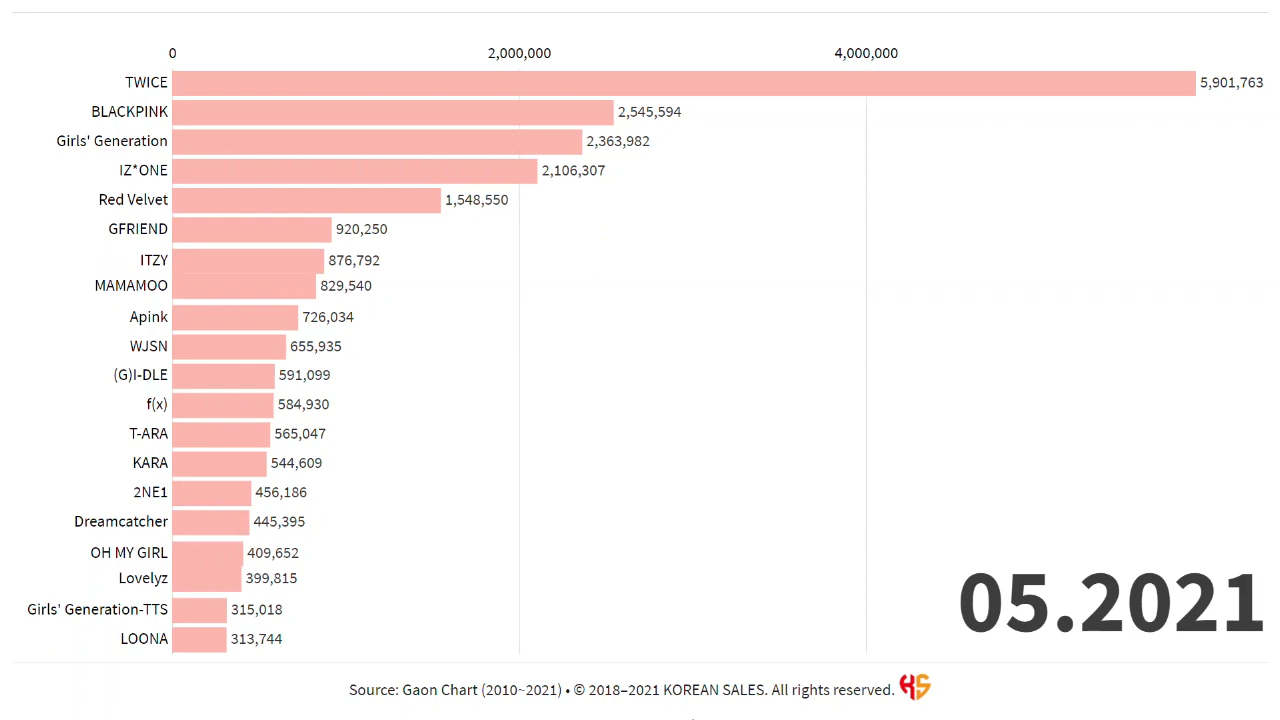 0 2,000,000 4,000,000
TWICE 5,901,763
BLACKPINK 2,545,594
Girls' Generation 2,363,982
IZ*ONE 2,106,307
Red Velvet 1,548,550
GFRIEND 920,250
ITZY 876,792
MAMAMOO 829,540
Apink 726,034
WJSN 655,935
(G)I-DLE 591,099
f(x) 584,930
T-ARA 565,047
KARA 544,609
2NE1 456,186
Dreamcatcher 445,395
OH MY GIRL 409,652
Lovelyz 399,815
Girls' Generation-TTS 315,018
LOONA 313,744
05.2021
Source: Gaon Chart (2010~2021) • © 2018–2021 KOREAN SALES. All rights reserved. KS